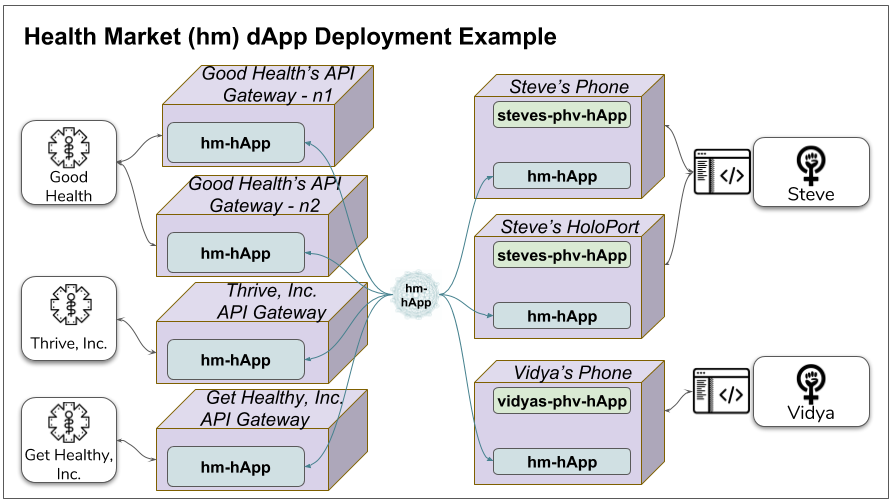 Health Market (hm) dApp Deployment Example
Good Health's API
Gateway - n1
hm-hApp
Good
Health
Good Health's API
Gateway - n2
hm-hApp
Thrive, Inc.
Thrive, Inc.
API Gateway
hm-hApp
Get Healthy,
Inc.
Get Healthy, Inc.
API Gateway
hm-hApp
hm-
hApp
Steve's Phone
steves-phv-hApp
hm-hApp
</>
Steve
Steve's HoloPort
steves-phv-hApp
hm-hApp
Vidya's Phone
vidyas-phv-hApp
hm-hApp
</>
Vidya